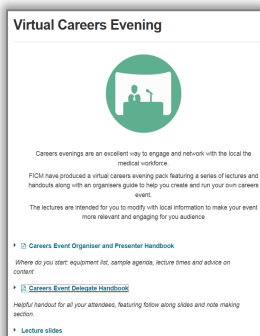 Virtual Careers Evening
Careers evenings are an excellent way to engage and network with the local the
medical workforce.
FICM have produced a virtual careers evening pack featuring a series of lectures and
handouts along with an organisers guide to help you create and run your own careers
event.
The lectures are intended for you to modify with local information to make your event
more relevant and engaging for you audience
Careers Event Organiser and Presenter Handbook
Where do you start: equipment list, sample agenda, lecture times and advice on
content
Careers Event Delegate Handbook
Helpful handout for all your attendees, featuring follow along slides and note making
section.
Lecture slides